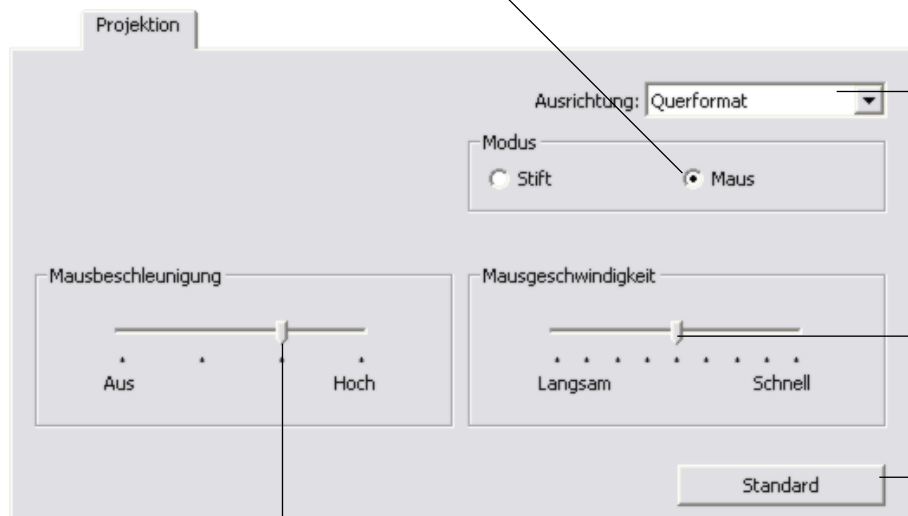 Projektion
Ausrichtung: Querformat
Modus
Stift Maus
Mausbeschleunigung Mausgeschwindigkeit
Aus Hoch Langsam Schnell
Standard